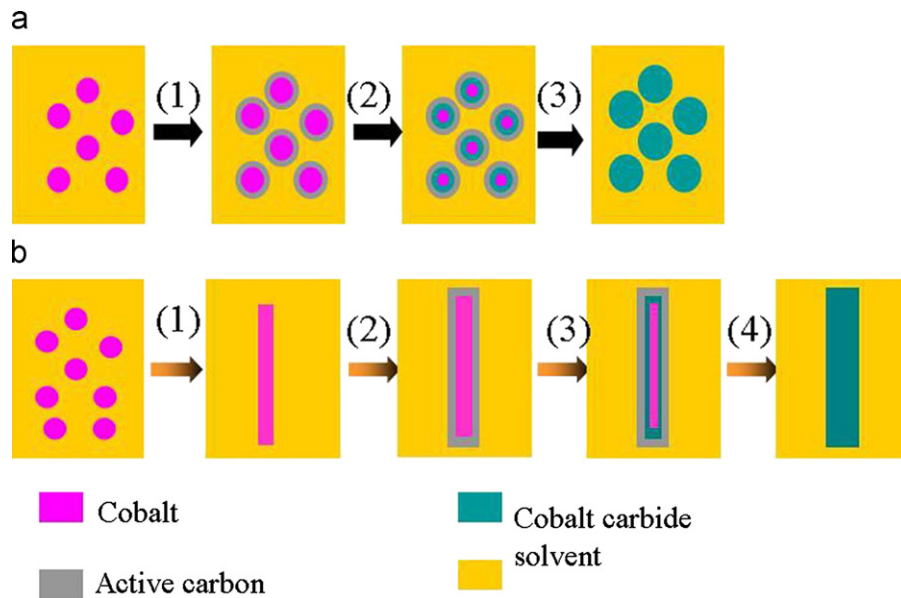 a
(1)
(2)
(3)
b
(1)
(2)
(3)
(4)
Cobalt
Cobalt carbide
solvent
Active carbon